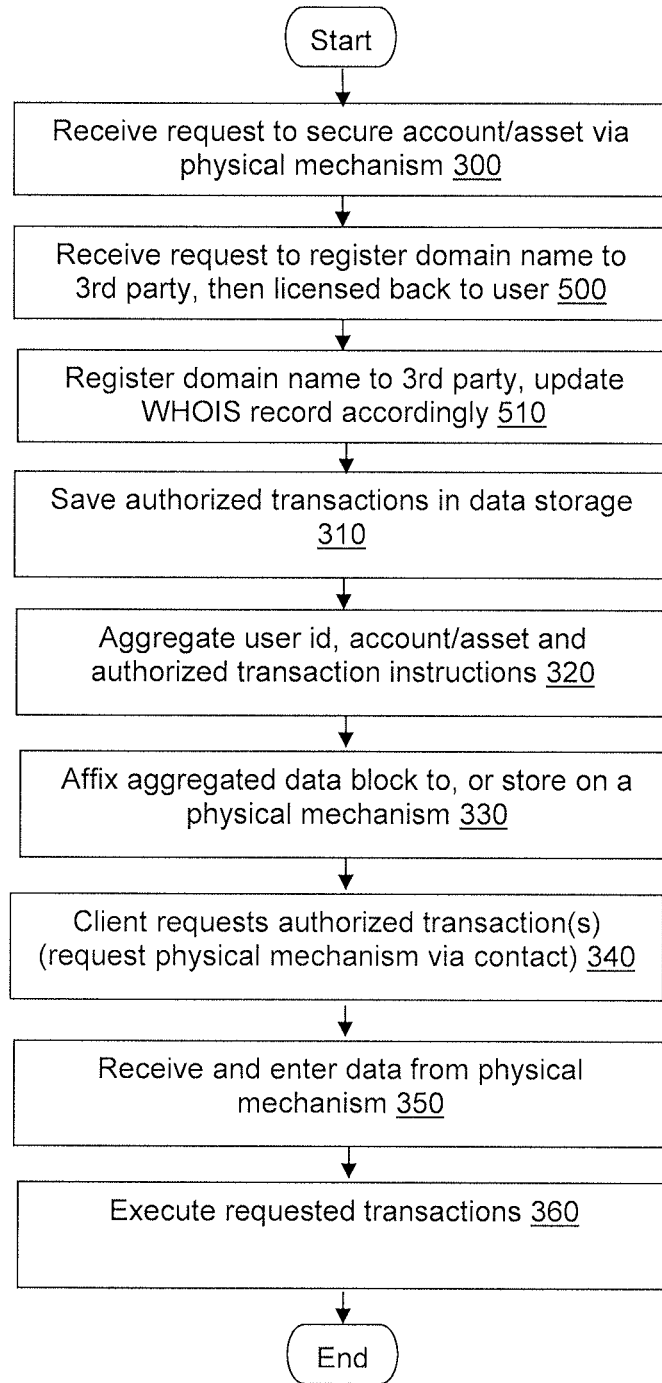 Start
Receive request to secure account/asset via
physical mechanism 300
Receive request to register domain name to
3rd party, then licensed back to user 500
Register domain name to 3rd party, update
WHOIS record accordingly 510
Save authorized transactions in data storage
310
Aggregate user id, account/asset and
authorized transaction instructions 320
Affix aggregated data block to, or store on a
physical mechanism 330
Client requests authorized transaction(s)
(request physical mechanism via contact) 340
Receive and enter data from physical
mechanism 350
Execute requested transactions 360
End